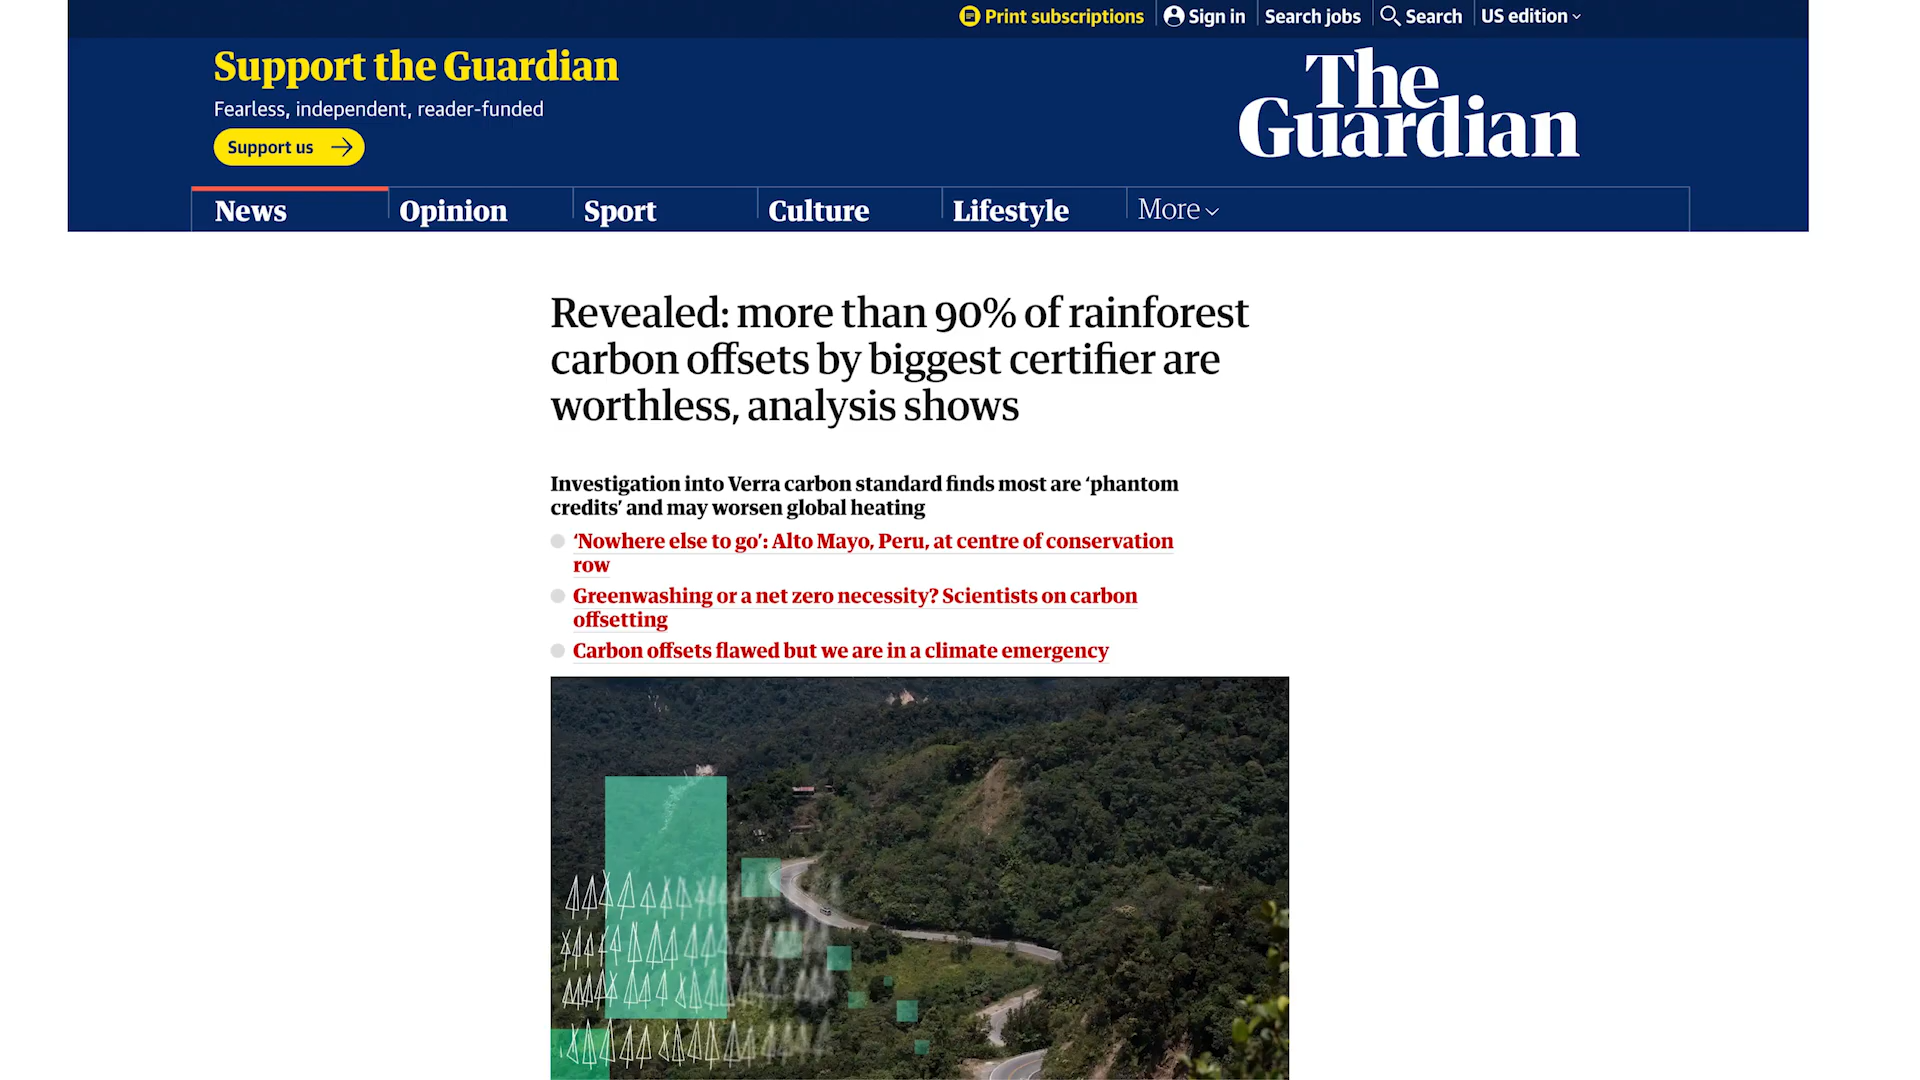 Print subscriptions
Sign in
Search jobs
Search
US edition
Support the Guardian
Fearless, independent, reader-funded
Support us
The
Guardian
News
Opinion
Sport
Culture
Lifestyle
More
Revealed: more than 90% of rainforest
carbon offsets by biggest certifier are
worthless, analysis shows
Investigation into Verra carbon standard finds most are ‘phantom
credits’ and may worsen global heating
‘Nowhere else to go’: Alto Mayo, Peru, at centre of conservation
row
Greenwashing or a net zero necessity? Scientists on carbon
offsetting
Carbon offsets flawed but we are in a climate emergency